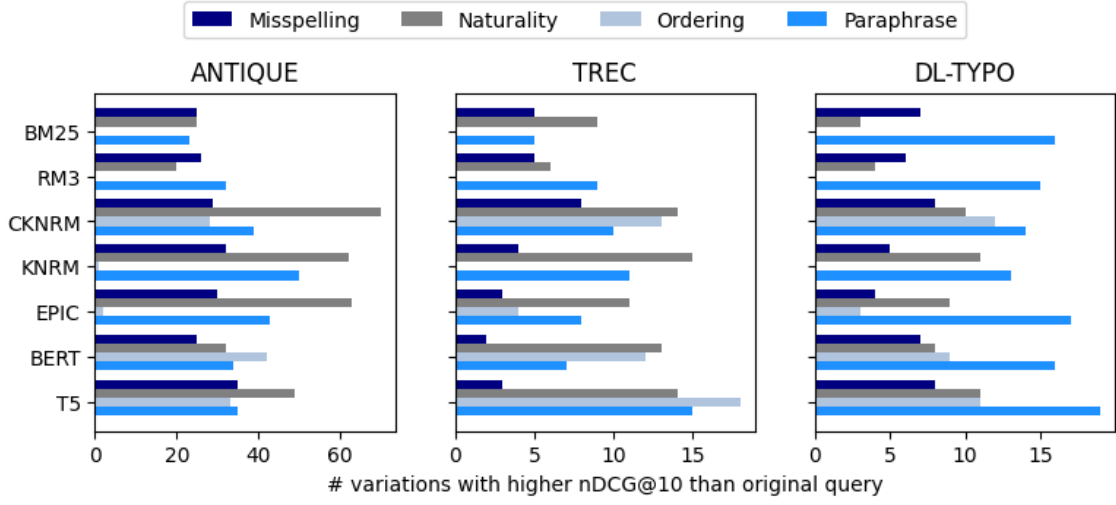 Misspelling Naturality Ordering Paraphrase
ANTIQUE TREC DL-TYPO
BM25
RM3
CKNRM
KNRM
EPIC
BERT
T5
0 20 40 60 0 5 10 15 0 5 10 15
# variations with higher nDCG@10 than original query